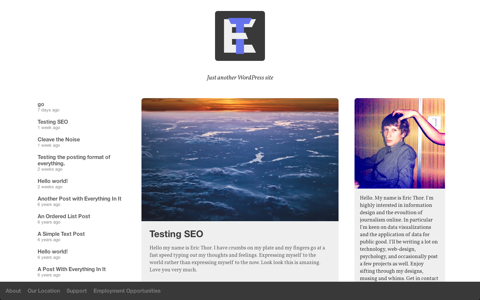 ET
Just another WordPress site
go
7 days ago
Testing SEO
1 week ago
Cleave the Noise
1 week ago
Testing the posting format of
everything.
2 weeks ago
Hello world!
2 weeks ago
Another Post with Everything In It
6 years ago
An Ordered List Post
6 years ago
A Simple Text Post
6 years ago
Hello world!
6 years ago
A Post With Everything In It
6 years ago
Testing SEO
Hello my name is Eric Thor. I have crumbs on my plate and my fingers go at a
fast speed typing out my thoughts and feelings. Expressing myself to the
world rather than expressing myself to the now. Look look this is amazing.
Love you very much.
Hello. My name is Eric Thor. I'm
highly interested in information
design and the evoultion of
journalism online. In particular
I'm keen on data visualizations
and the application of data for
public good. I'll be writing a lot on
technology, web-design,
psychology, and occasionally post
a few projects as well. Enjoy
sifting through my designs,
musing and whims. Get in contact
About
Our Location
Support
Employment Opportunities